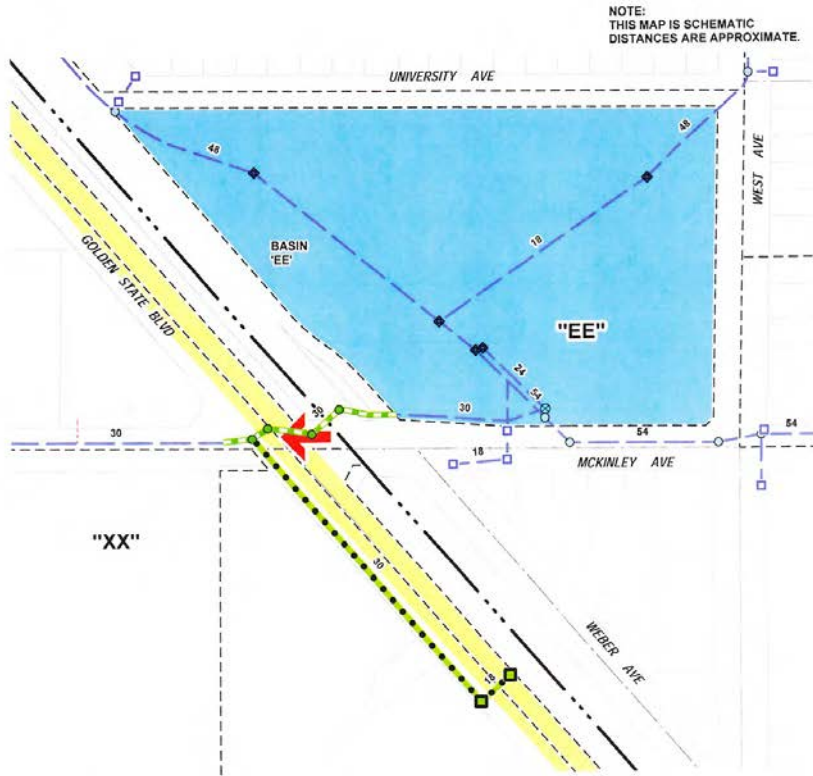 NOTE:
THIS MAP IS SCHEMATIC
DISTANCES ARE APPROXIMATE.
UNIVERSITY AVE
48
48
WEST AVE
BASIN
'EE'
18
GOLDEN STATE BLVD
"EE"
24
54
30
30
30
54
54
18
MCKINLEY AVE
"XX"
30
WEBER AVE
18